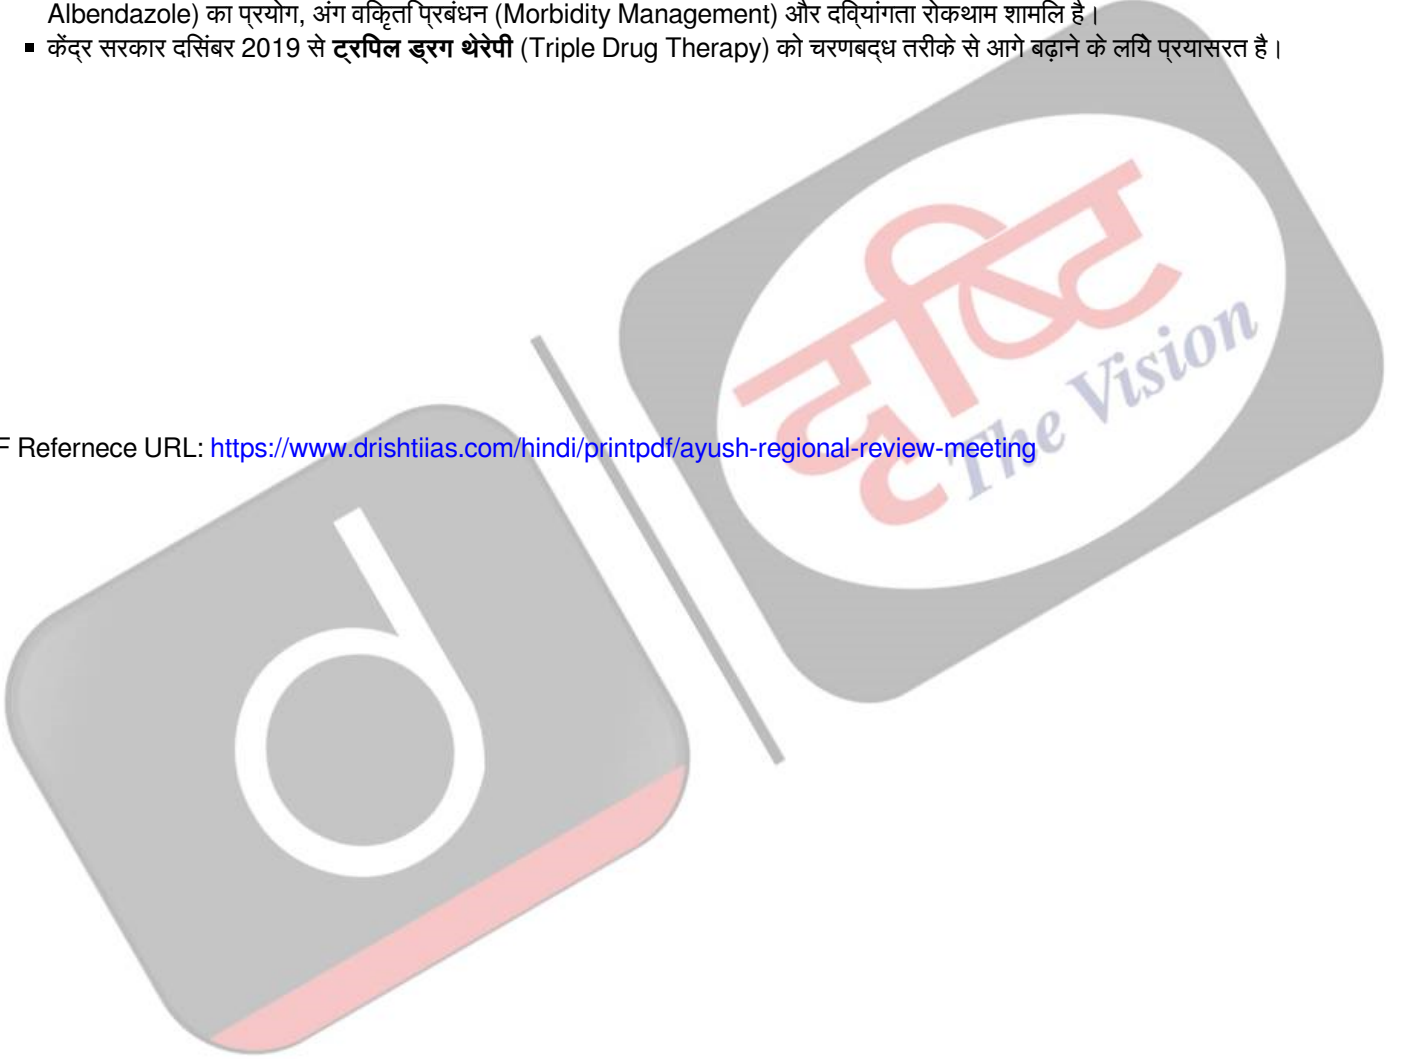 Albendazole) का प्रयोग, अंग विकृति प्रबंधन (Morbidity Management) और दिव्यांगता रोकथाम शामिल है।
▪ केंद्र सरकार दिसंबर 2019 से ट्रिपल ड्रग थेरेपी (Triple Drug Therapy) को चरणबद्ध तरीके से आगे बढ़ाने के लिये प्रयासरत है।
F Refernece URL: https://www.drishtiias.com/hindi/printpdf/ayush-regional-review-meeting
दृष्टि
The Vision
d